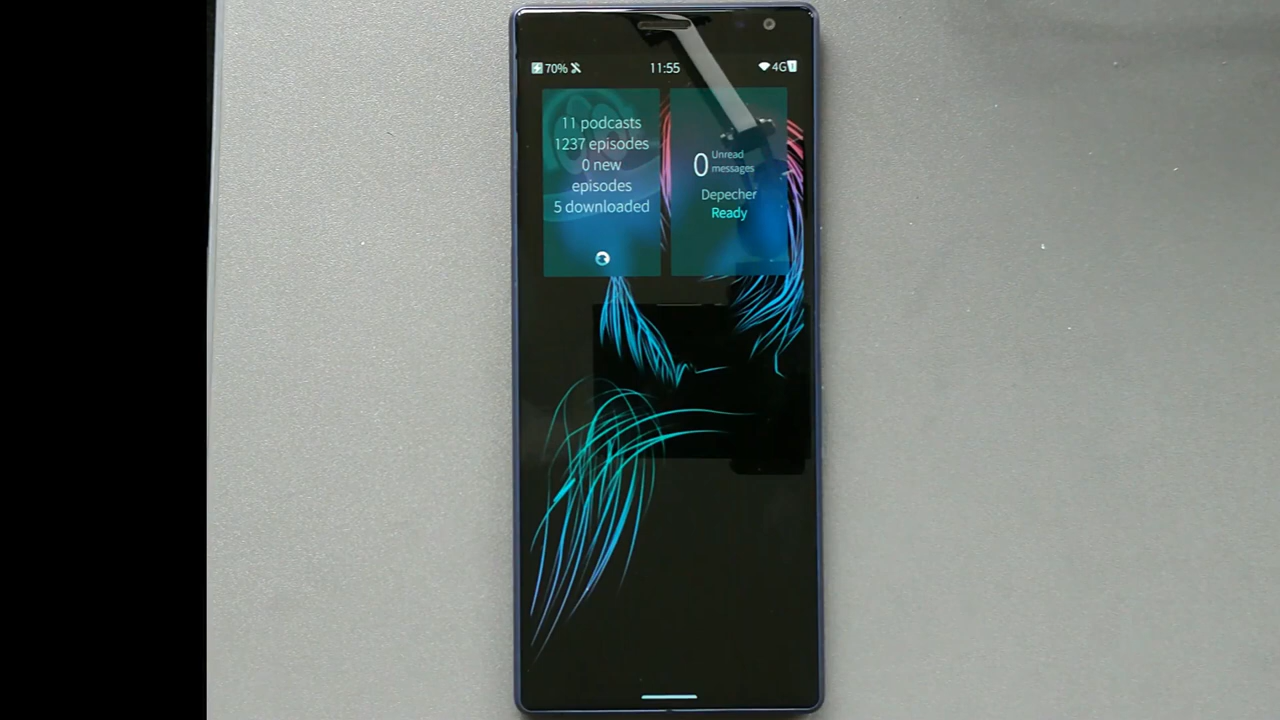 70%
11:55
4G
11 podcasts
1237 episodes
0 new
episodes
5 downloaded
0 Unread
messages
Depecher
Ready